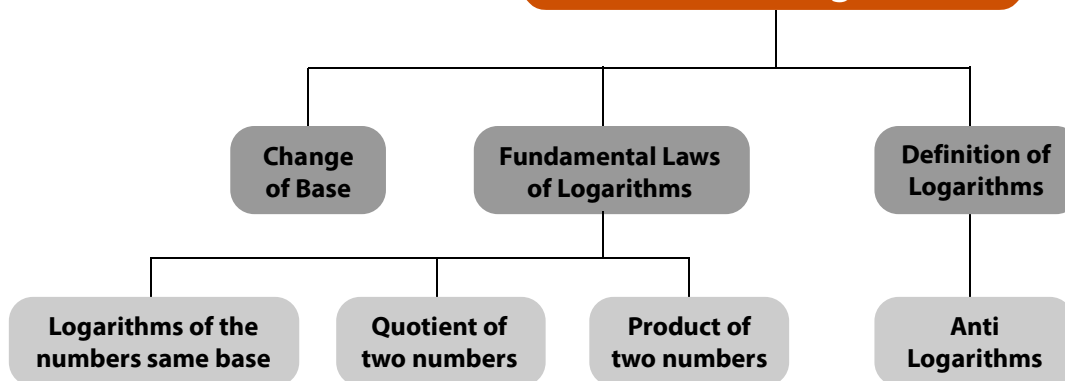 Change
of Base
Fundamental Laws
of Logarithms
Definition of
Logarithms
Logarithms of the
numbers same base
Quotient of
two numbers
Product of
two numbers
Anti
Logarithms